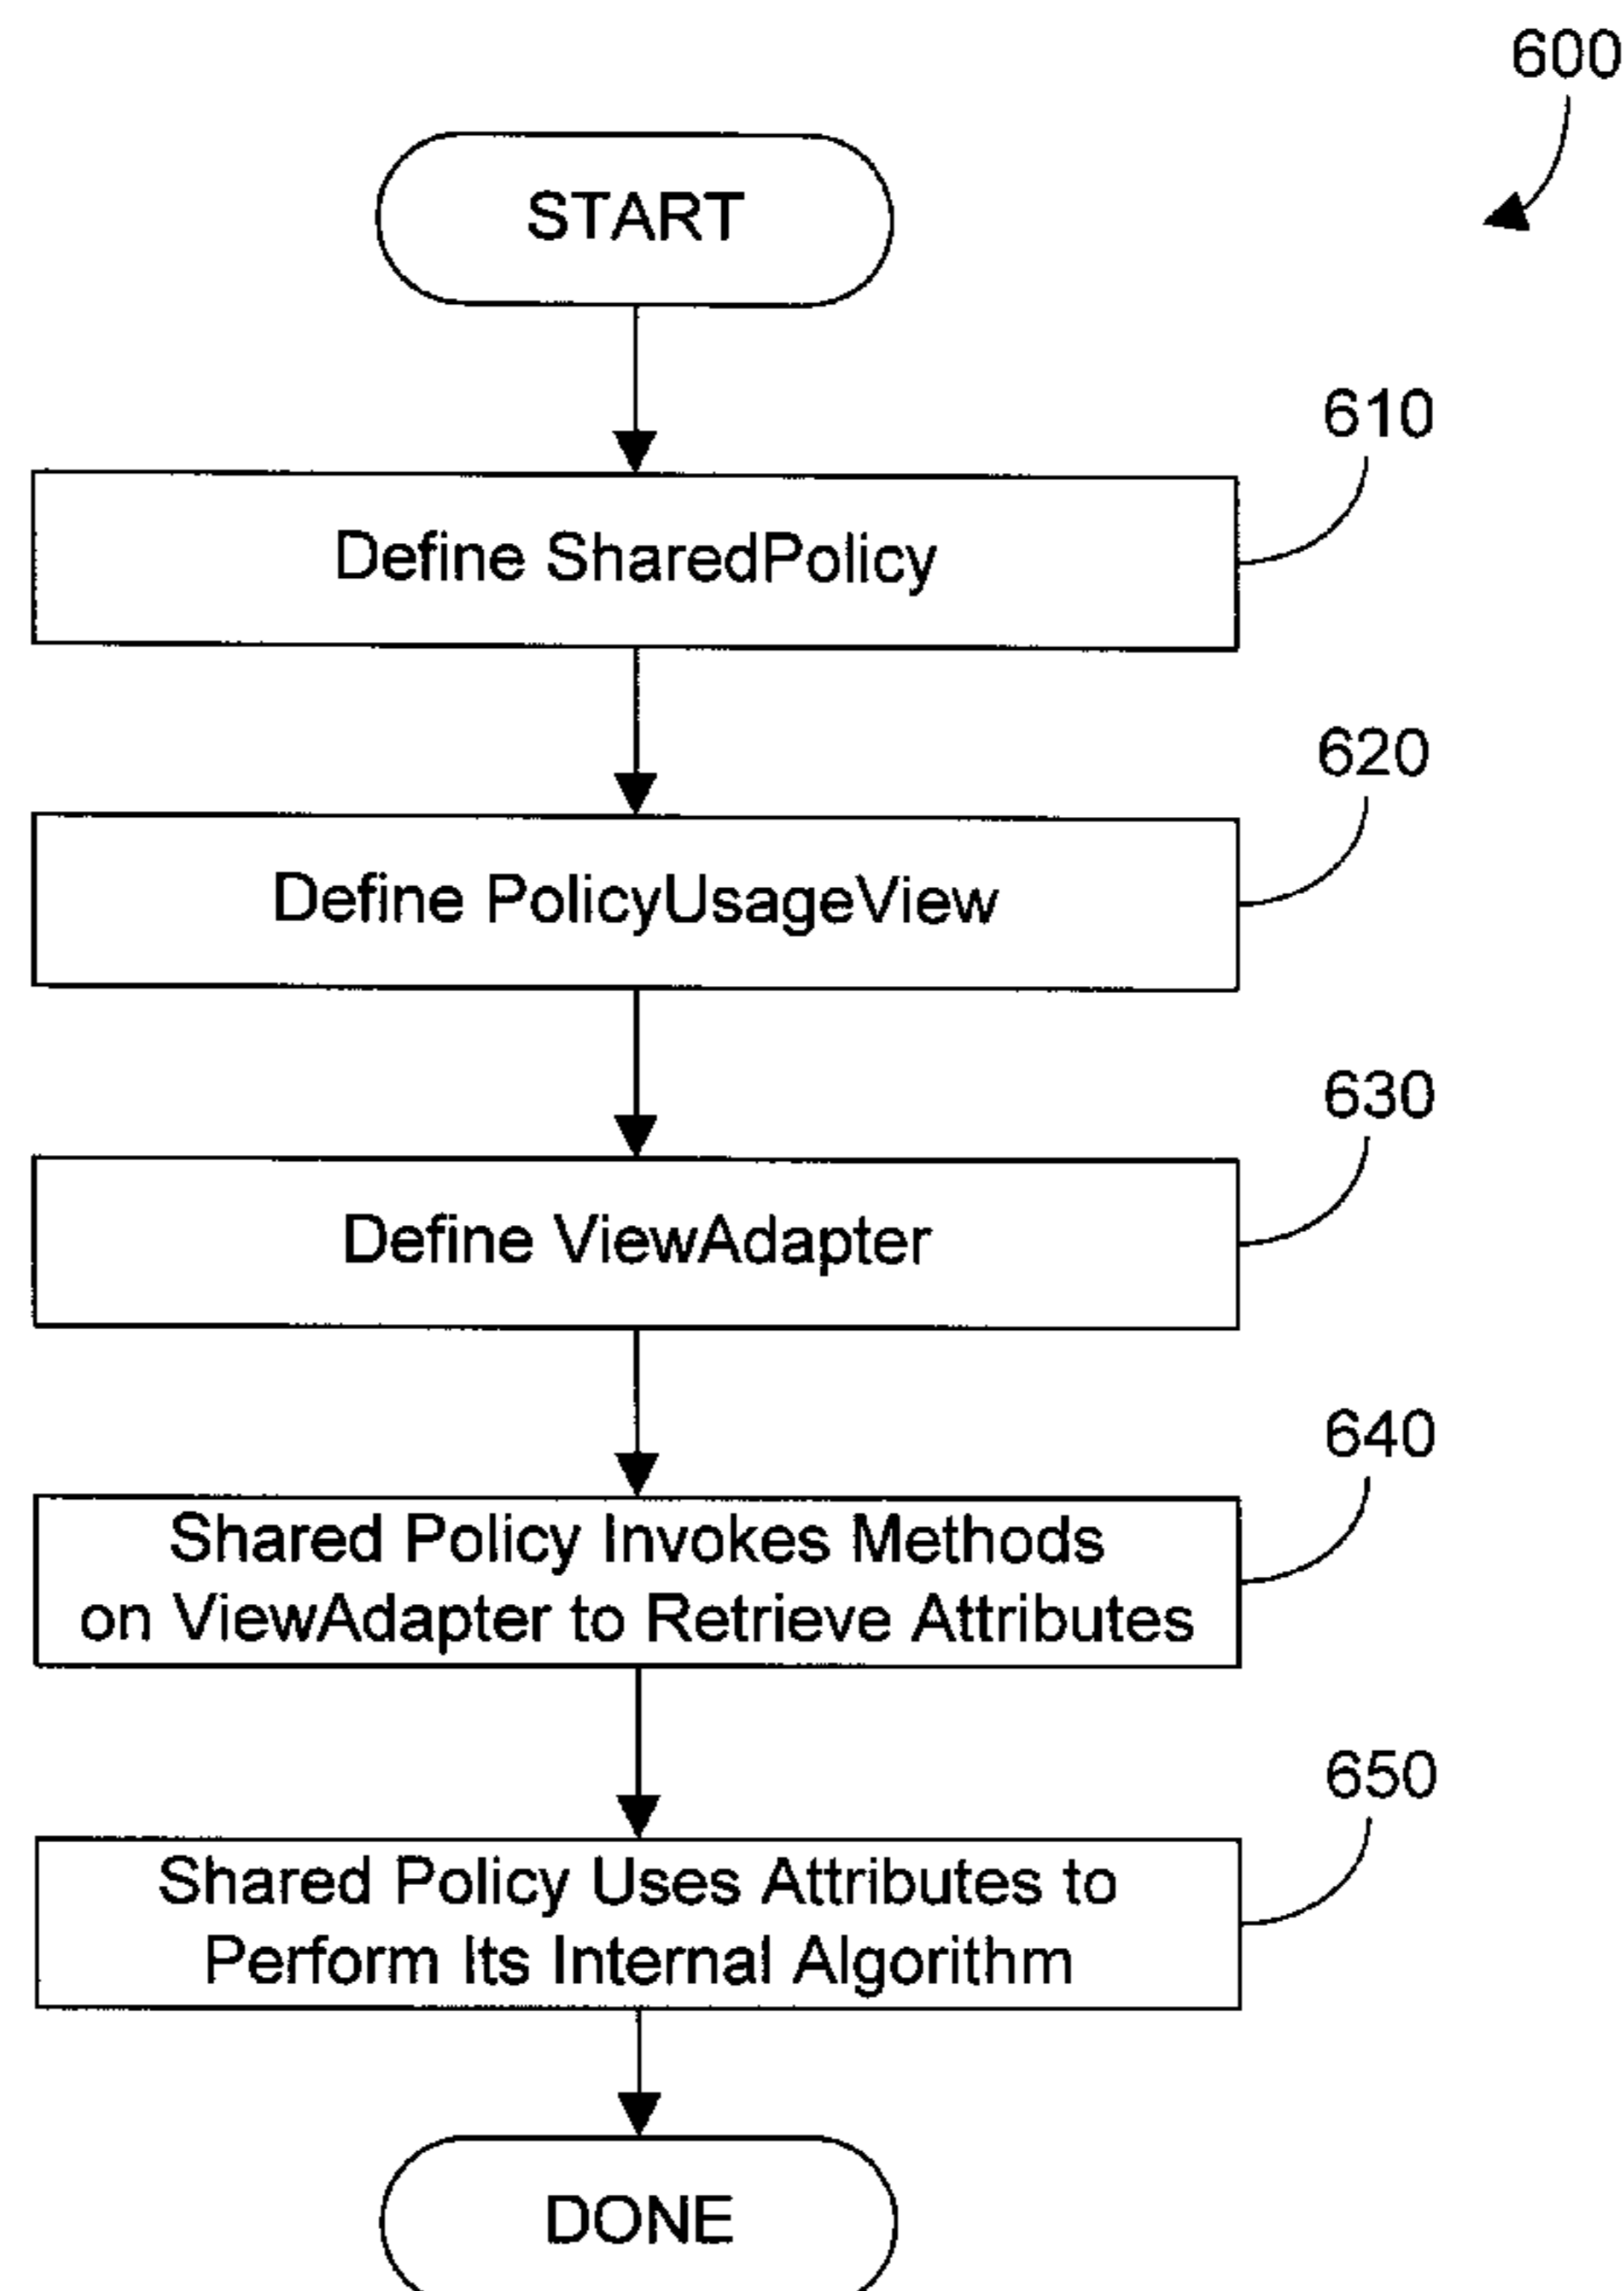 600
START
610
Define SharedPolicy
620
Define PolicyUsageView
630
Define ViewAdapter
640
Shared Policy Invokes Methods
on ViewAdapter to Retrieve Attributes
650
Shared Policy Uses Attributes to
Perform Its Internal Algorithm
DONE